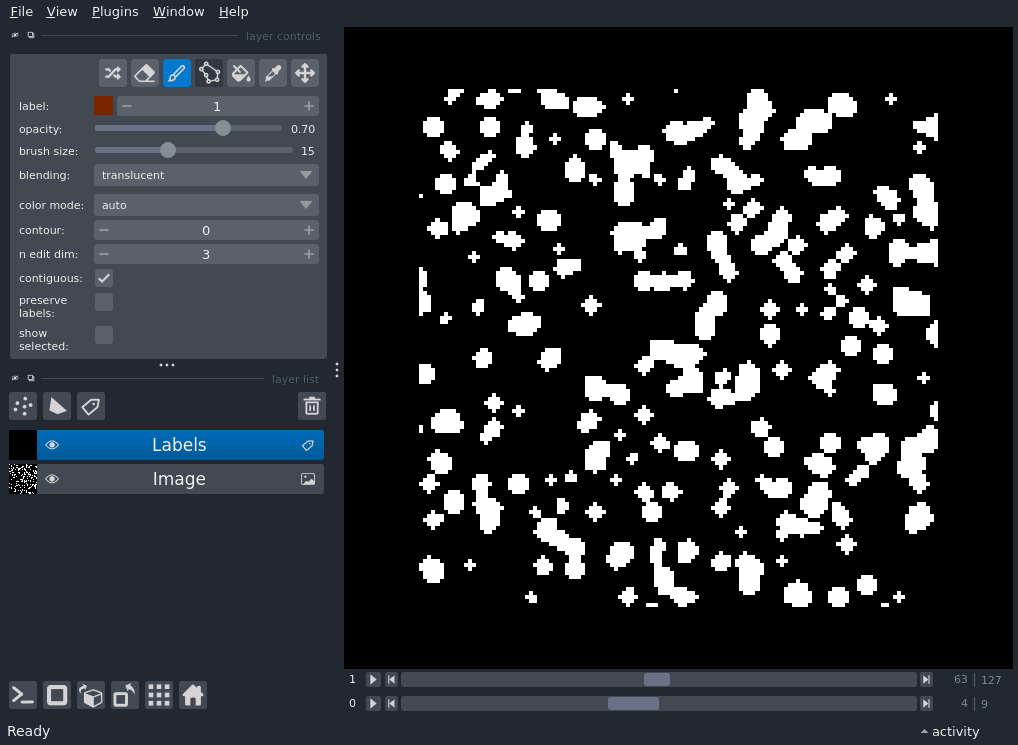 File View Plugins Window Help
layer controls
label: 1
opacity: 0.70
brush size: 15
blending: translucent
color mode: auto
contour: 0
n edit dim: 3
contiguous:
preserve
labels:
show
selected:
layer list
Labels
Image
1 63 127
0 4 9
Ready activity